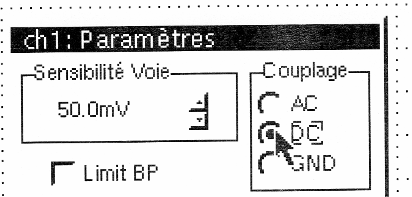 ch1: Paramètres
Sensibilité Voie
Couplage
50.0mV
AC
DC
GND
Limit BP